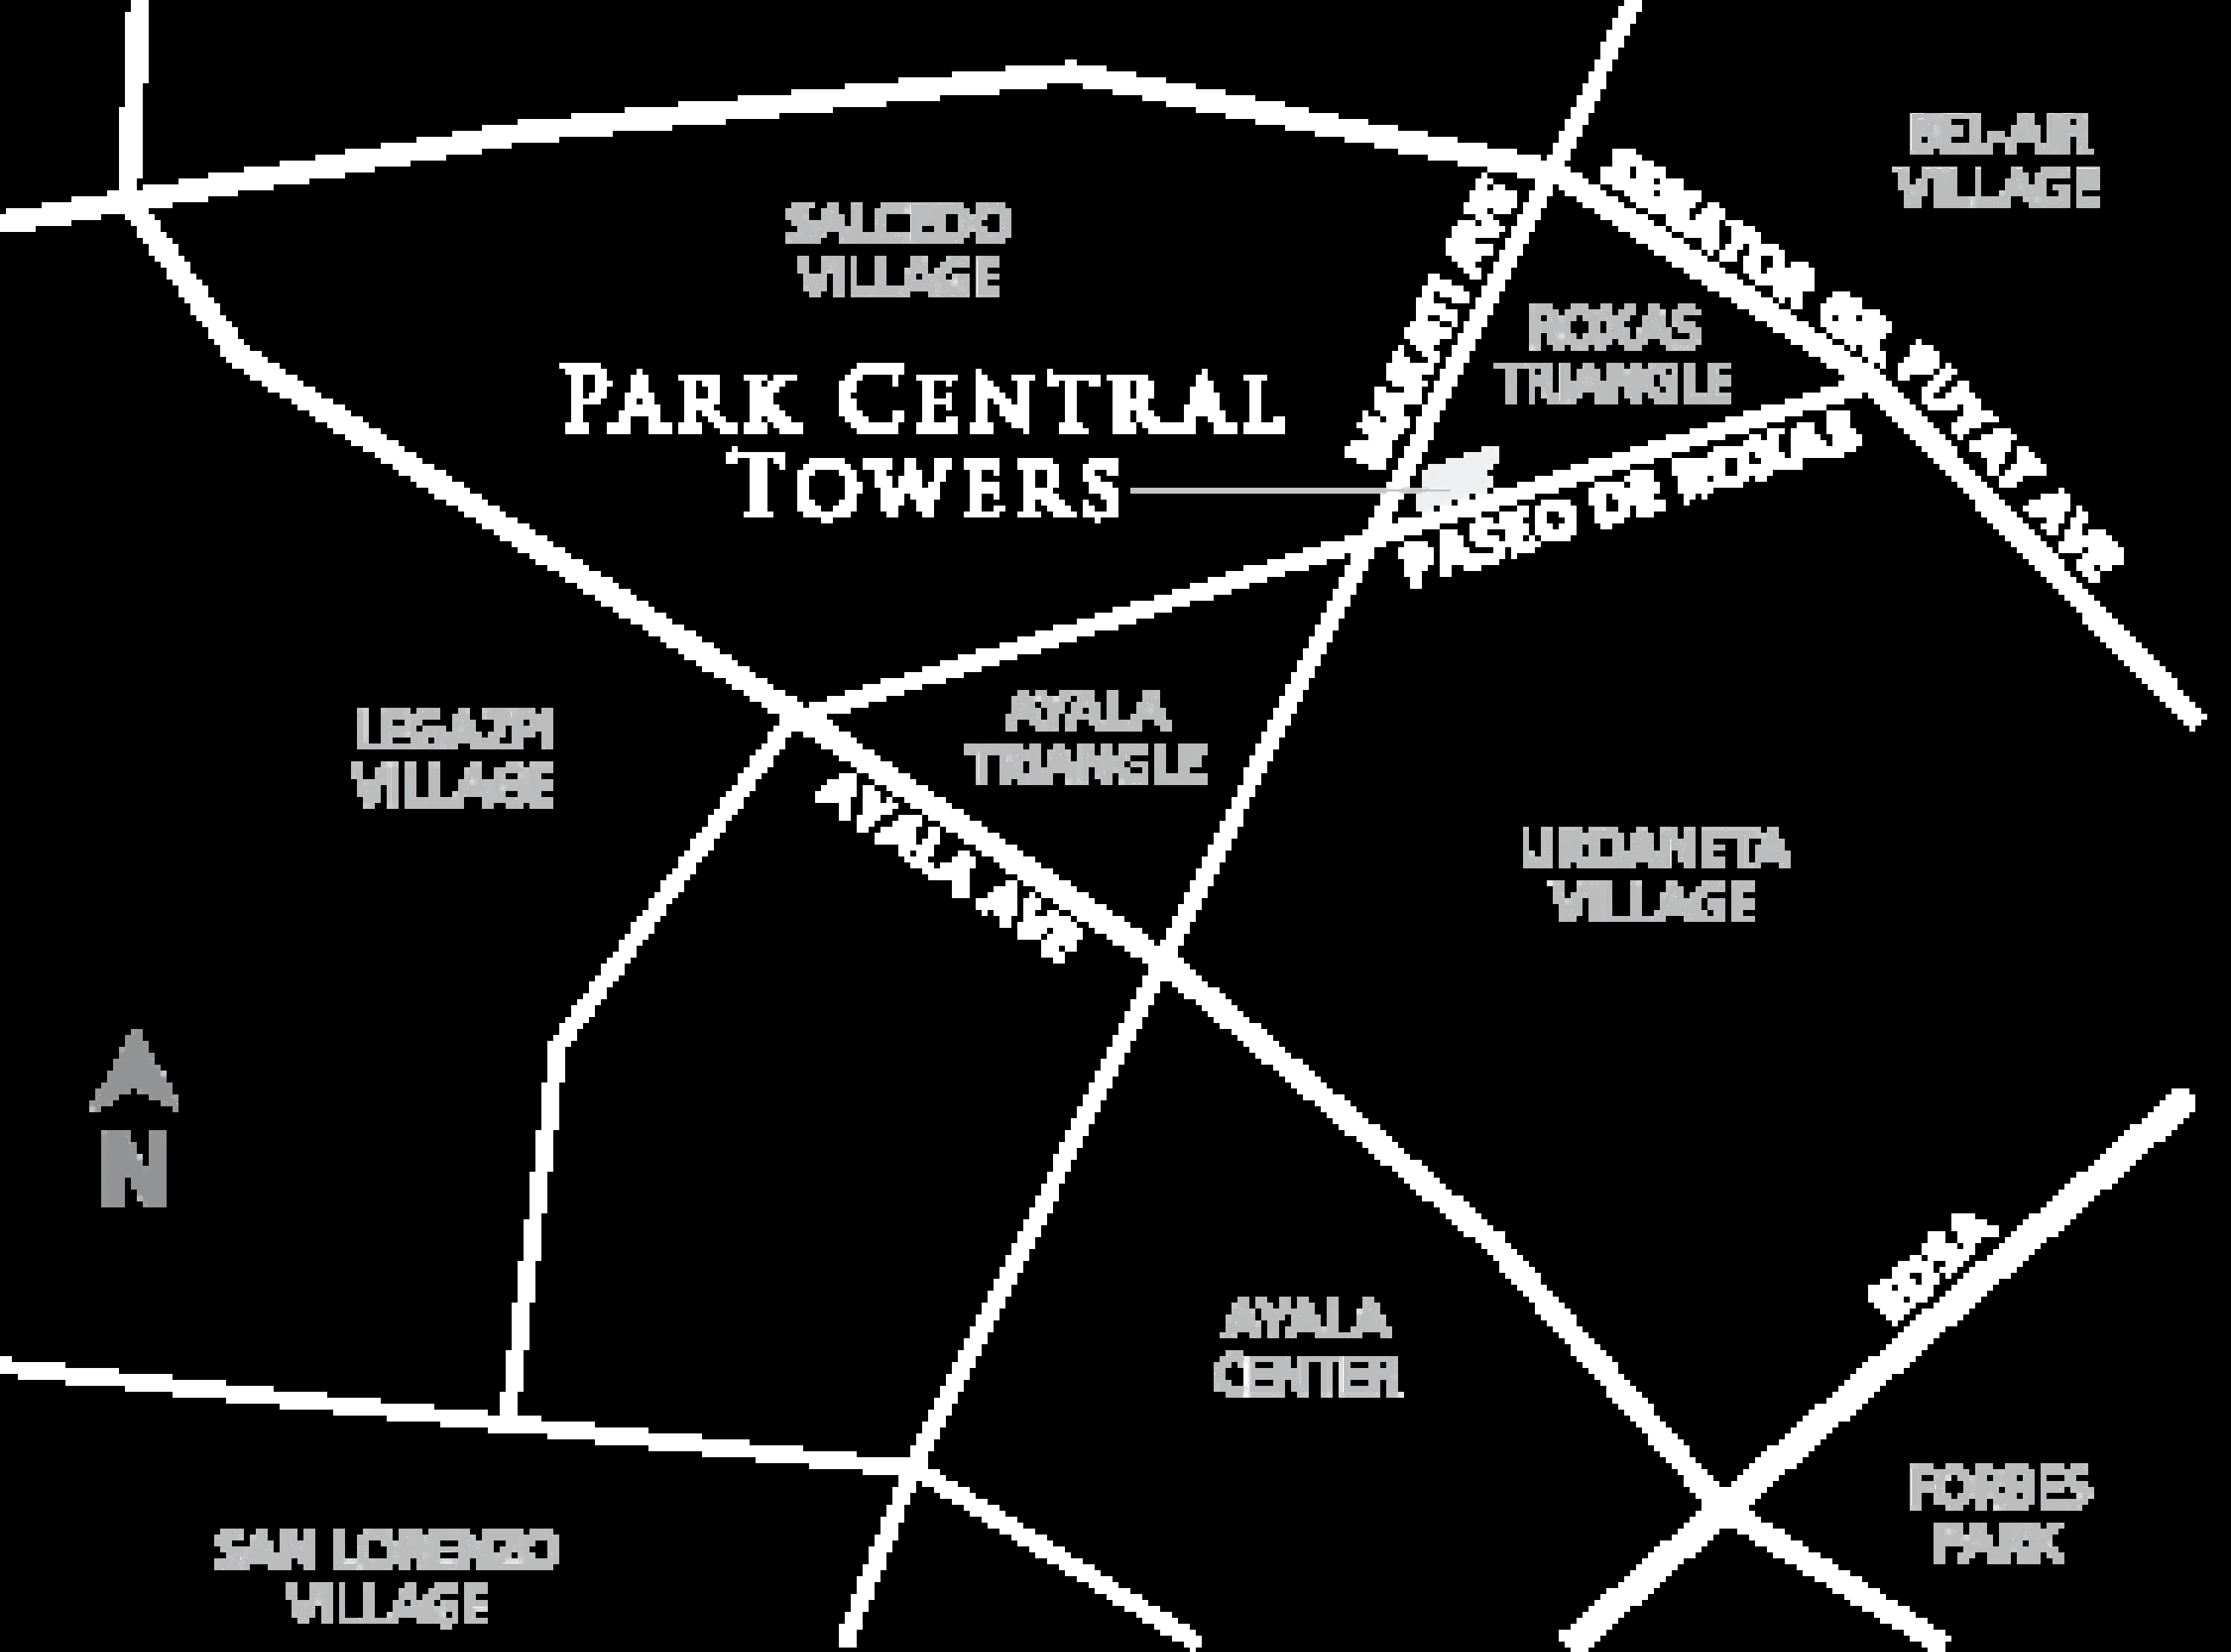 BEL-AIR
VILLAGE
SALCEDO
VILLAGE
MAKATI AVE
SENATOR GIL PUYAT AVE
ROXAS
TRIANGLE
PARK CENTRAL
TOWERS
PASEO DE ROXAS
LEGAZPI
VILLAGE
AYALA
TRIANGLE
AYALA AVE
URDANETA
VILLAGE
N
EDSA
AYALA
CENTER
FORBES
PARK
SAN LORENZO
VILLAGE